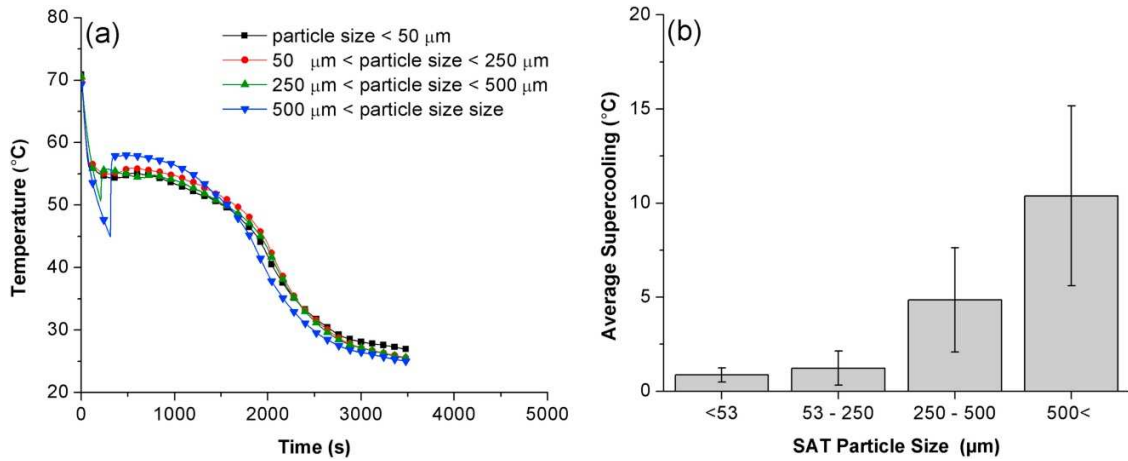 (a)
particle size < 50 μm
50 μm < particle size < 250 μm
250 μm < particle size < 500 μm
500 μm < particle size size
80
70
60
50
40
30
20
Temperature (°C)
0 1000 2000 3000 4000 5000
Time (s)
(b)
20
15
10
5
0
Average Supercooling (°C)
<53 53 - 250 250 - 500 500<
SAT Particle Size (μm)